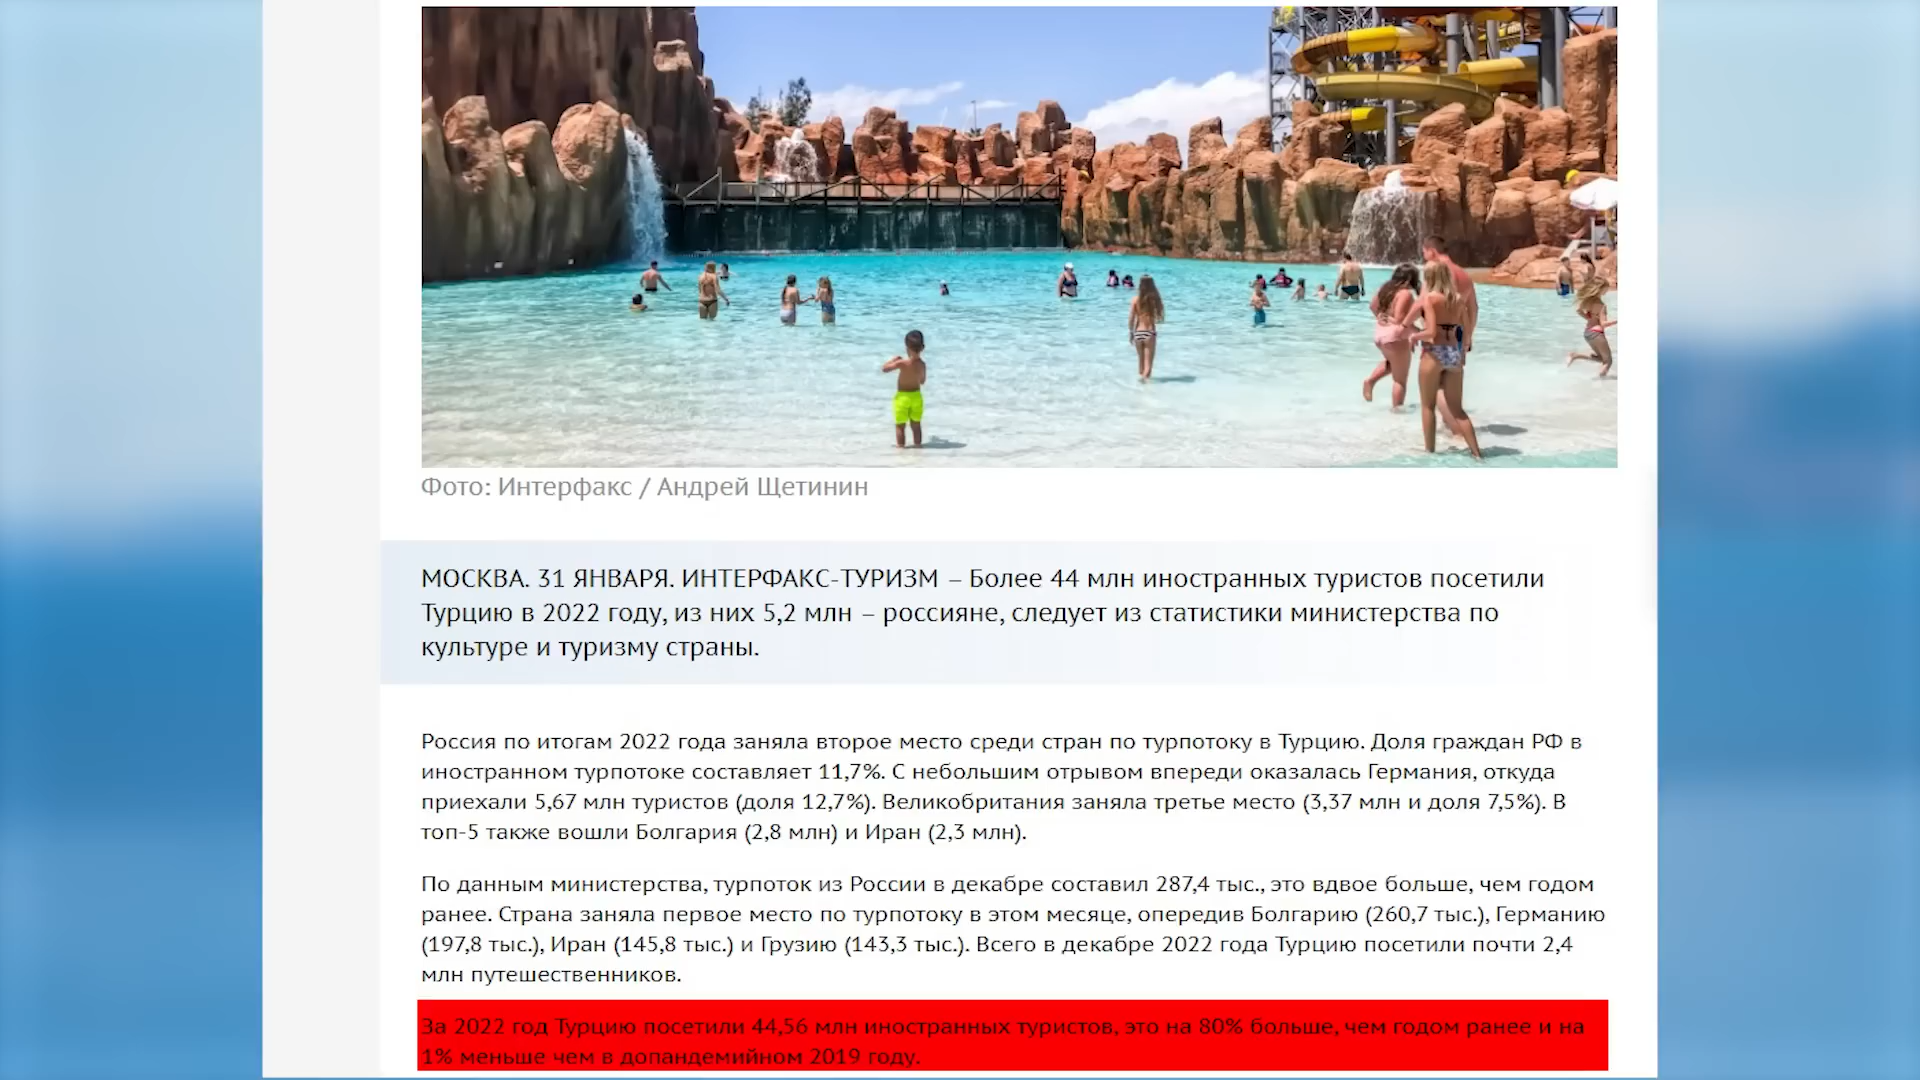 Фото: Интерфакс / Андрей Щетинин
МОСКВА. 31 ЯНВАРЯ. ИНТЕРФАКС-ТУРИЗМ – Более 44 млн иностранных туристов посетили
Турцию в 2022 году, из них 5,2 млн – россияне, следует из статистики министерства по
культуре и туризму страны.
Россия по итогам 2022 года заняла второе место среди стран по турпотоку в Турцию. Доля граждан РФ в
иностранном турпотоке составляет 11,7%. С небольшим отрывом впереди оказалась Германия, откуда
приехали 5,67 млн туристов (доля 12,7%). Великобритания заняла третье место (3,37 млн и доля 7,5%). В
топ-5 также вошли Болгария (2,8 млн) и Иран (2,3 млн).
По данным министерства, турпоток из России в декабре составил 287,4 тыс., это вдвое больше, чем годом
ранее. Страна заняла первое место по турпотоку в этом месяце, опередив Болгарию (260,7 тыс.), Германию
(197,8 тыс.), Иран (145,8 тыс.) и Грузию (143,3 тыс.). Всего в декабре 2022 года Турцию посетили почти 2,4
млн путешественников.
За 2022 год Турцию посетили 44,56 млн иностранных туристов, это на 80% больше, чем годом ранее и на
1% меньше чем в допандемийном 2019 году.